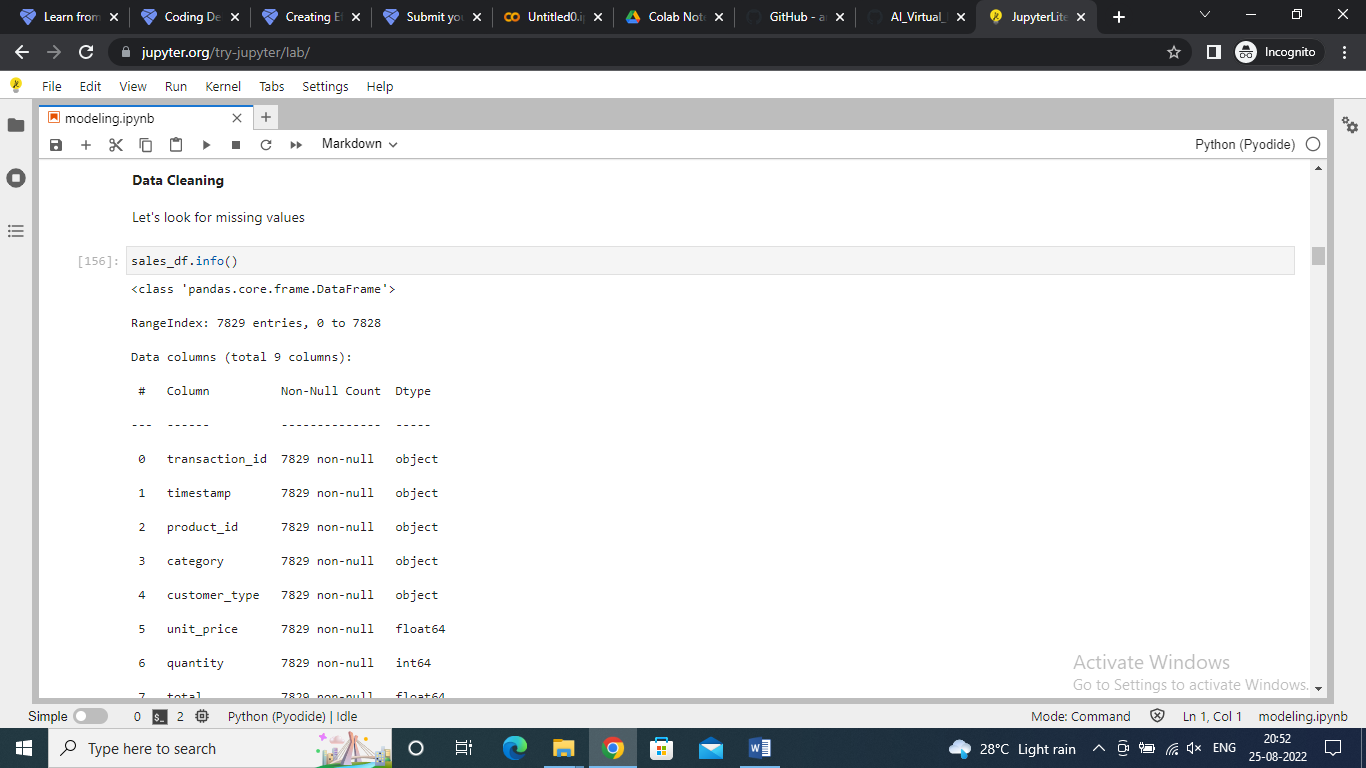 Learn from
Coding De
Creating E
Submit yo
Untitled0.i
Colab Not
GitHub - a
AI_Virtual_
JupyterLite
jupyter.org/try-jupyter/lab/
Incognito
File Edit View Run Kernel Tabs Settings Help
modeling.ipynb
Markdown
Python (Pyodide)
Data Cleaning
Let's look for missing values
[156]: sales_df.info()
<class 'pandas.core.frame.DataFrame'>
RangeIndex: 7829 entries, 0 to 7828
Data columns (total 9 columns):
# Column Non-Null Count Dtype
--- ------ -------------- -----
0 transaction_id 7829 non-null object
1 timestamp 7829 non-null object
2 product_id 7829 non-null object
3 category 7829 non-null object
4 customer_type 7829 non-null object
5 unit_price 7829 non-null float64
6 quantity 7829 non-null int64
7 total 7829 non-null float64
Activate Windows
Go to Settings to activate Windows.
Simple 0 $_ 2 Python (Pyodide) | Idle Mode: Command Ln 1, Col 1 modeling.ipynb
Type here to search
28°C Light rain
ENG
20:52
25-08-2022